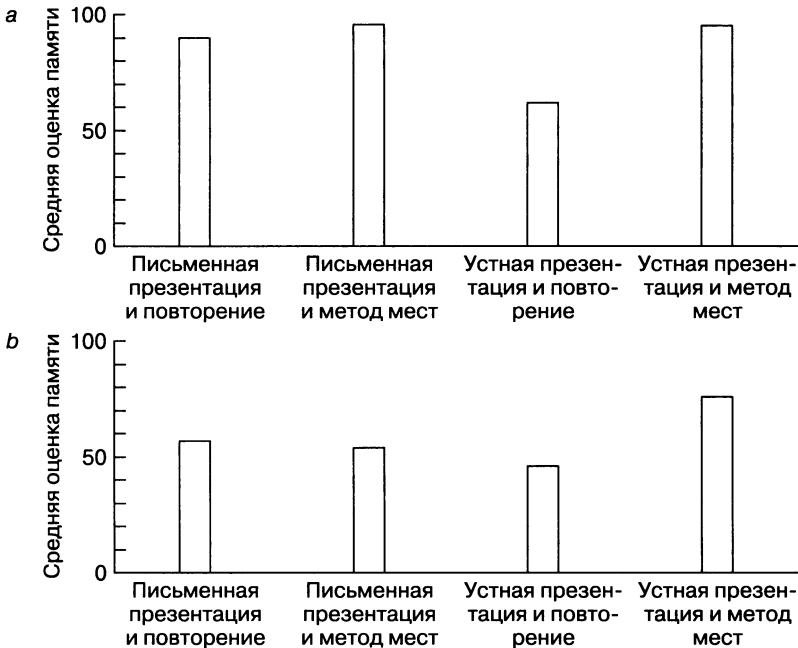 a
Средняя оценка памяти
100
50
0
Письменная презентация и повторение
Письменная презентация и метод мест
Устная презен-тация и повто-рение
Устная презен-тация и метод мест
b
Средняя оценка памяти
100
50
0
Письменная презентация и повторение
Письменная презентация и метод мест
Устная презен-тация и повто-рение
Устная презен-тация и метод мест